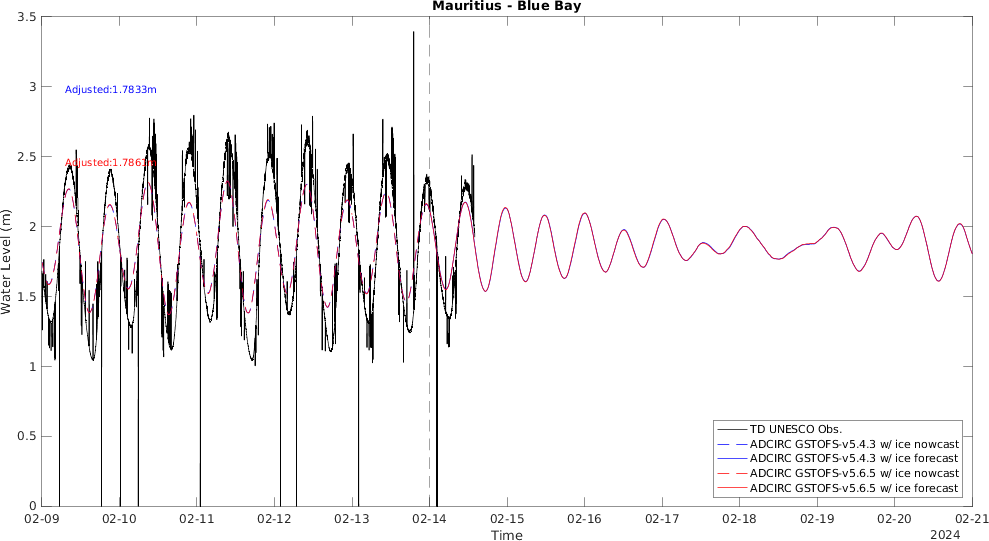 Mauritius - Blue Bay
3.5
3
2.5
2
1.5
1
0.5
0
Water Level (m)
Adjusted:1.7833m
Adjusted:1.7861m
TD UNESCO Obs.
ADCIRC GSTOFS-v5.4.3 w/ ice nowcast
ADCIRC GSTOFS-v5.4.3 w/ ice forecast
ADCIRC GSTOFS-v5.6.5 w/ ice nowcast
ADCIRC GSTOFS-v5.6.5 w/ ice forecast
02-09 02-10 02-11 02-12 02-13 02-14 02-15 02-16 02-17 02-18 02-19 02-20 02-21
Time
2024